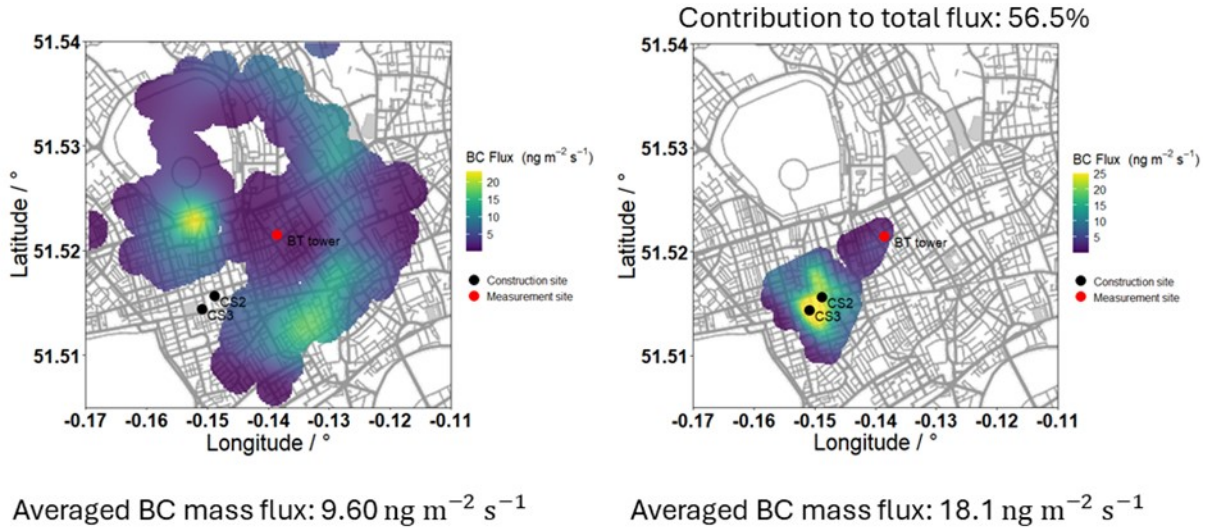 Contribution to total flux: 56.5%
51.54
51.53
51.52
51.51
Latitude / °
-0.17 -0.16 -0.15 -0.14 -0.13 -0.12 -0.11
Longitude / °
BT tower
CS2
CS3
BC Flux (ng m⁻² s⁻¹)
20
15
10
5
Construction site
Measurement site
51.54
51.53
51.52
51.51
Latitude / °
-0.17 -0.16 -0.15 -0.14 -0.13 -0.12 -0.11
Longitude / °
BT tower
CS2
CS3
BC Flux (ng m⁻² s⁻¹)
25
20
15
10
5
Construction site
Measurement site
Averaged BC mass flux: 9.60 ng m⁻² s⁻¹
Averaged BC mass flux: 18.1 ng m⁻² s⁻¹